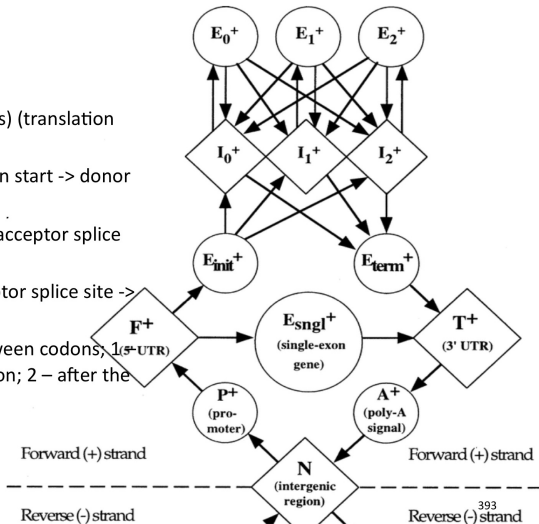 E₀⁺ E₁⁺ E₂⁺
s) (translation
I₀⁺ I₁⁺ I₂⁺
n start -> donor
.
acceptor splice
Einit⁺ Eterm⁺
tor splice site ->
F⁺
(5' UTR)
Esngl⁺
(single-exon
gene)
T⁺
(3' UTR)
ween codons; 1
on; 2 – after the
P⁺
(pro-
moter)
A⁺
(poly-A
signal)
Forward (+) strand Forward (+) strand
N
(intergenic
region)
393
Reverse (-) strand Reverse (-) strand